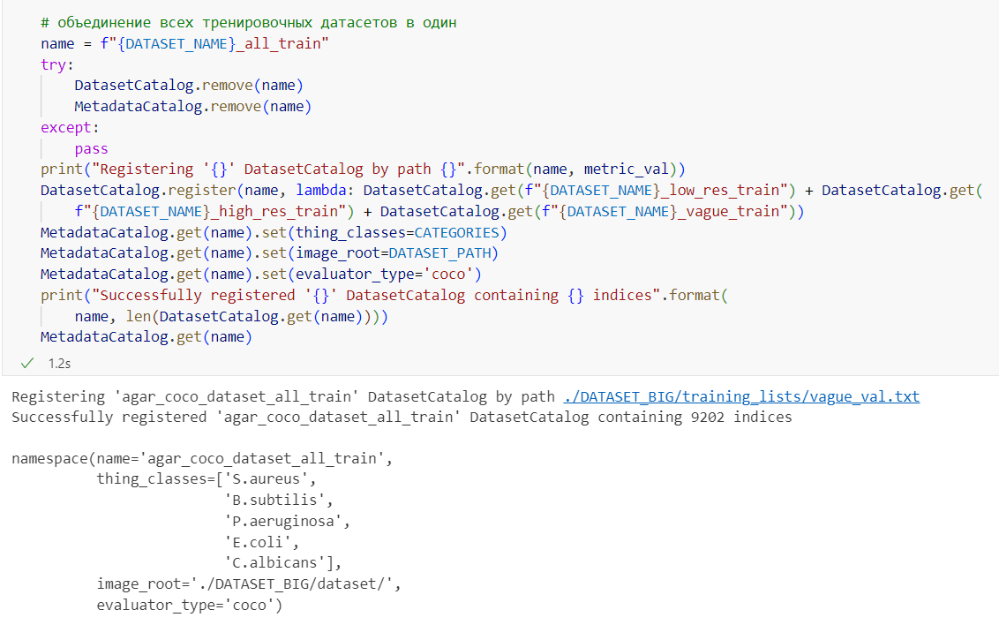 # объединение всех тренировочных датасетов в один
name = f"{DATASET_NAME}_all_train"
try:
    DatasetCatalog.remove(name)
    MetadataCatalog.remove(name)
except:
    pass
print("Registering '{}' DatasetCatalog by path {}".format(name, metric_val))
DatasetCatalog.register(name, lambda: DatasetCatalog.get(f"{DATASET_NAME}_low_res_train") + DatasetCatalog.get(
    f"{DATASET_NAME}_high_res_train") + DatasetCatalog.get(f"{DATASET_NAME}_vague_train"))
MetadataCatalog.get(name).set(thing_classes=CATEGORIES)
MetadataCatalog.get(name).set(image_root=DATASET_PATH)
MetadataCatalog.get(name).set(evaluator_type='coco')
print("Successfully registered '{}' DatasetCatalog containing {} indices".format(
    name, len(DatasetCatalog.get(name))))
MetadataCatalog.get(name)
✓ 1.2s
Registering 'agar_coco_dataset_all_train' DatasetCatalog by path ./DATASET_BIG/training_lists/vague_val.txt
Successfully registered 'agar_coco_dataset_all_train' DatasetCatalog containing 9202 indices
namespace(name='agar_coco_dataset_all_train',
          thing_classes=['S.aureus',
                         'B.subtilis',
                         'P.aeruginosa',
                         'E.coli',
                         'C.albicans'],
          image_root='./DATASET_BIG/dataset/',
          evaluator_type='coco')